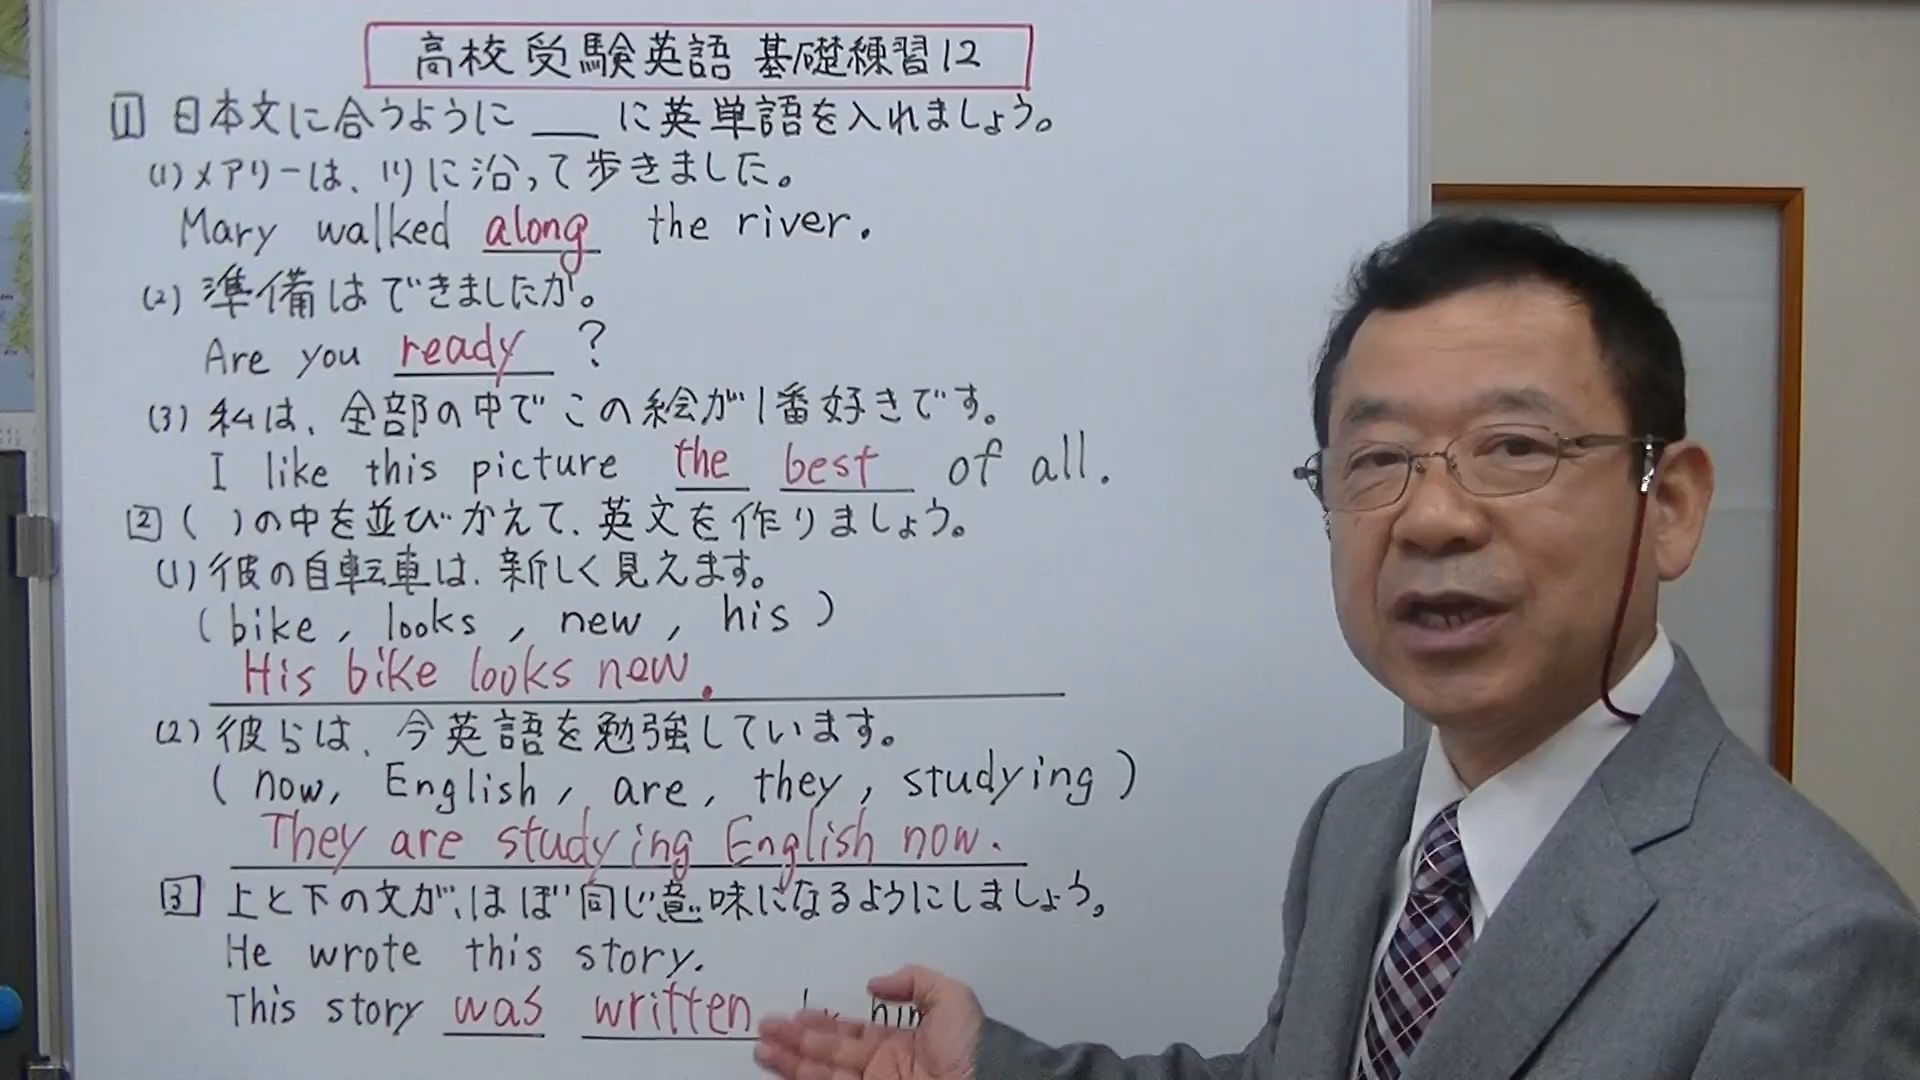 高校受験英語 基礎練習12
1 日本文に合うように ___ に英単語を入れましょう。
(1) メアリーは、川に沿って歩きました。
Mary walked along the river.
(2) 準備はできましたか。
Are you ready ?
(3) 私は、全部の中でこの絵が1番好きです。
I like this picture the best of all.
2 ( )の中を並びかえて、英文を作りましょう。
(1) 彼の自転車は、新しく見えます。
( bike , looks , new , his )
His bike looks new.
(2) 彼らは、今英語を勉強しています。
( now, English , are , they , studying )
They are studying English now.
3 上と下の文が、ほぼ同じ意味になるようにしましょう。
He wrote this story.
This story was written